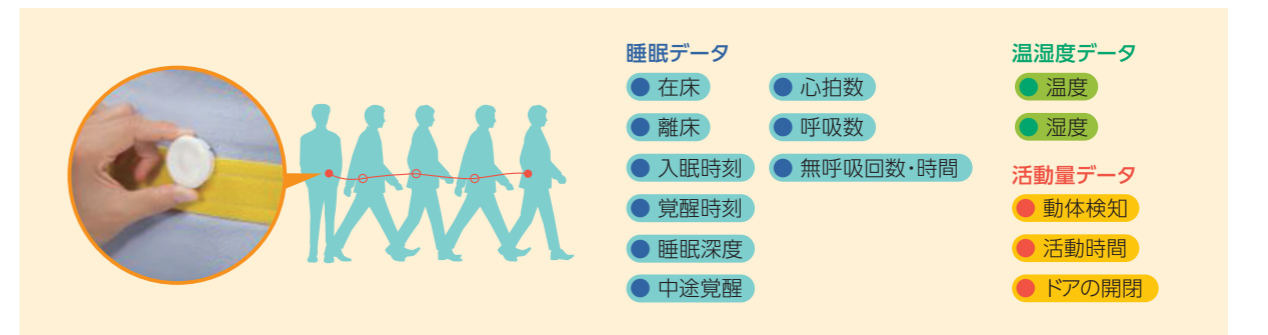 睡眠データ
在床
離床
入眠時刻
覚醒時刻
睡眠深度
中途覚醒
心拍数
呼吸数
無呼吸回数・時間
温湿度データ
温度
湿度
活動量データ
動体検知
活動時間
ドアの開閉